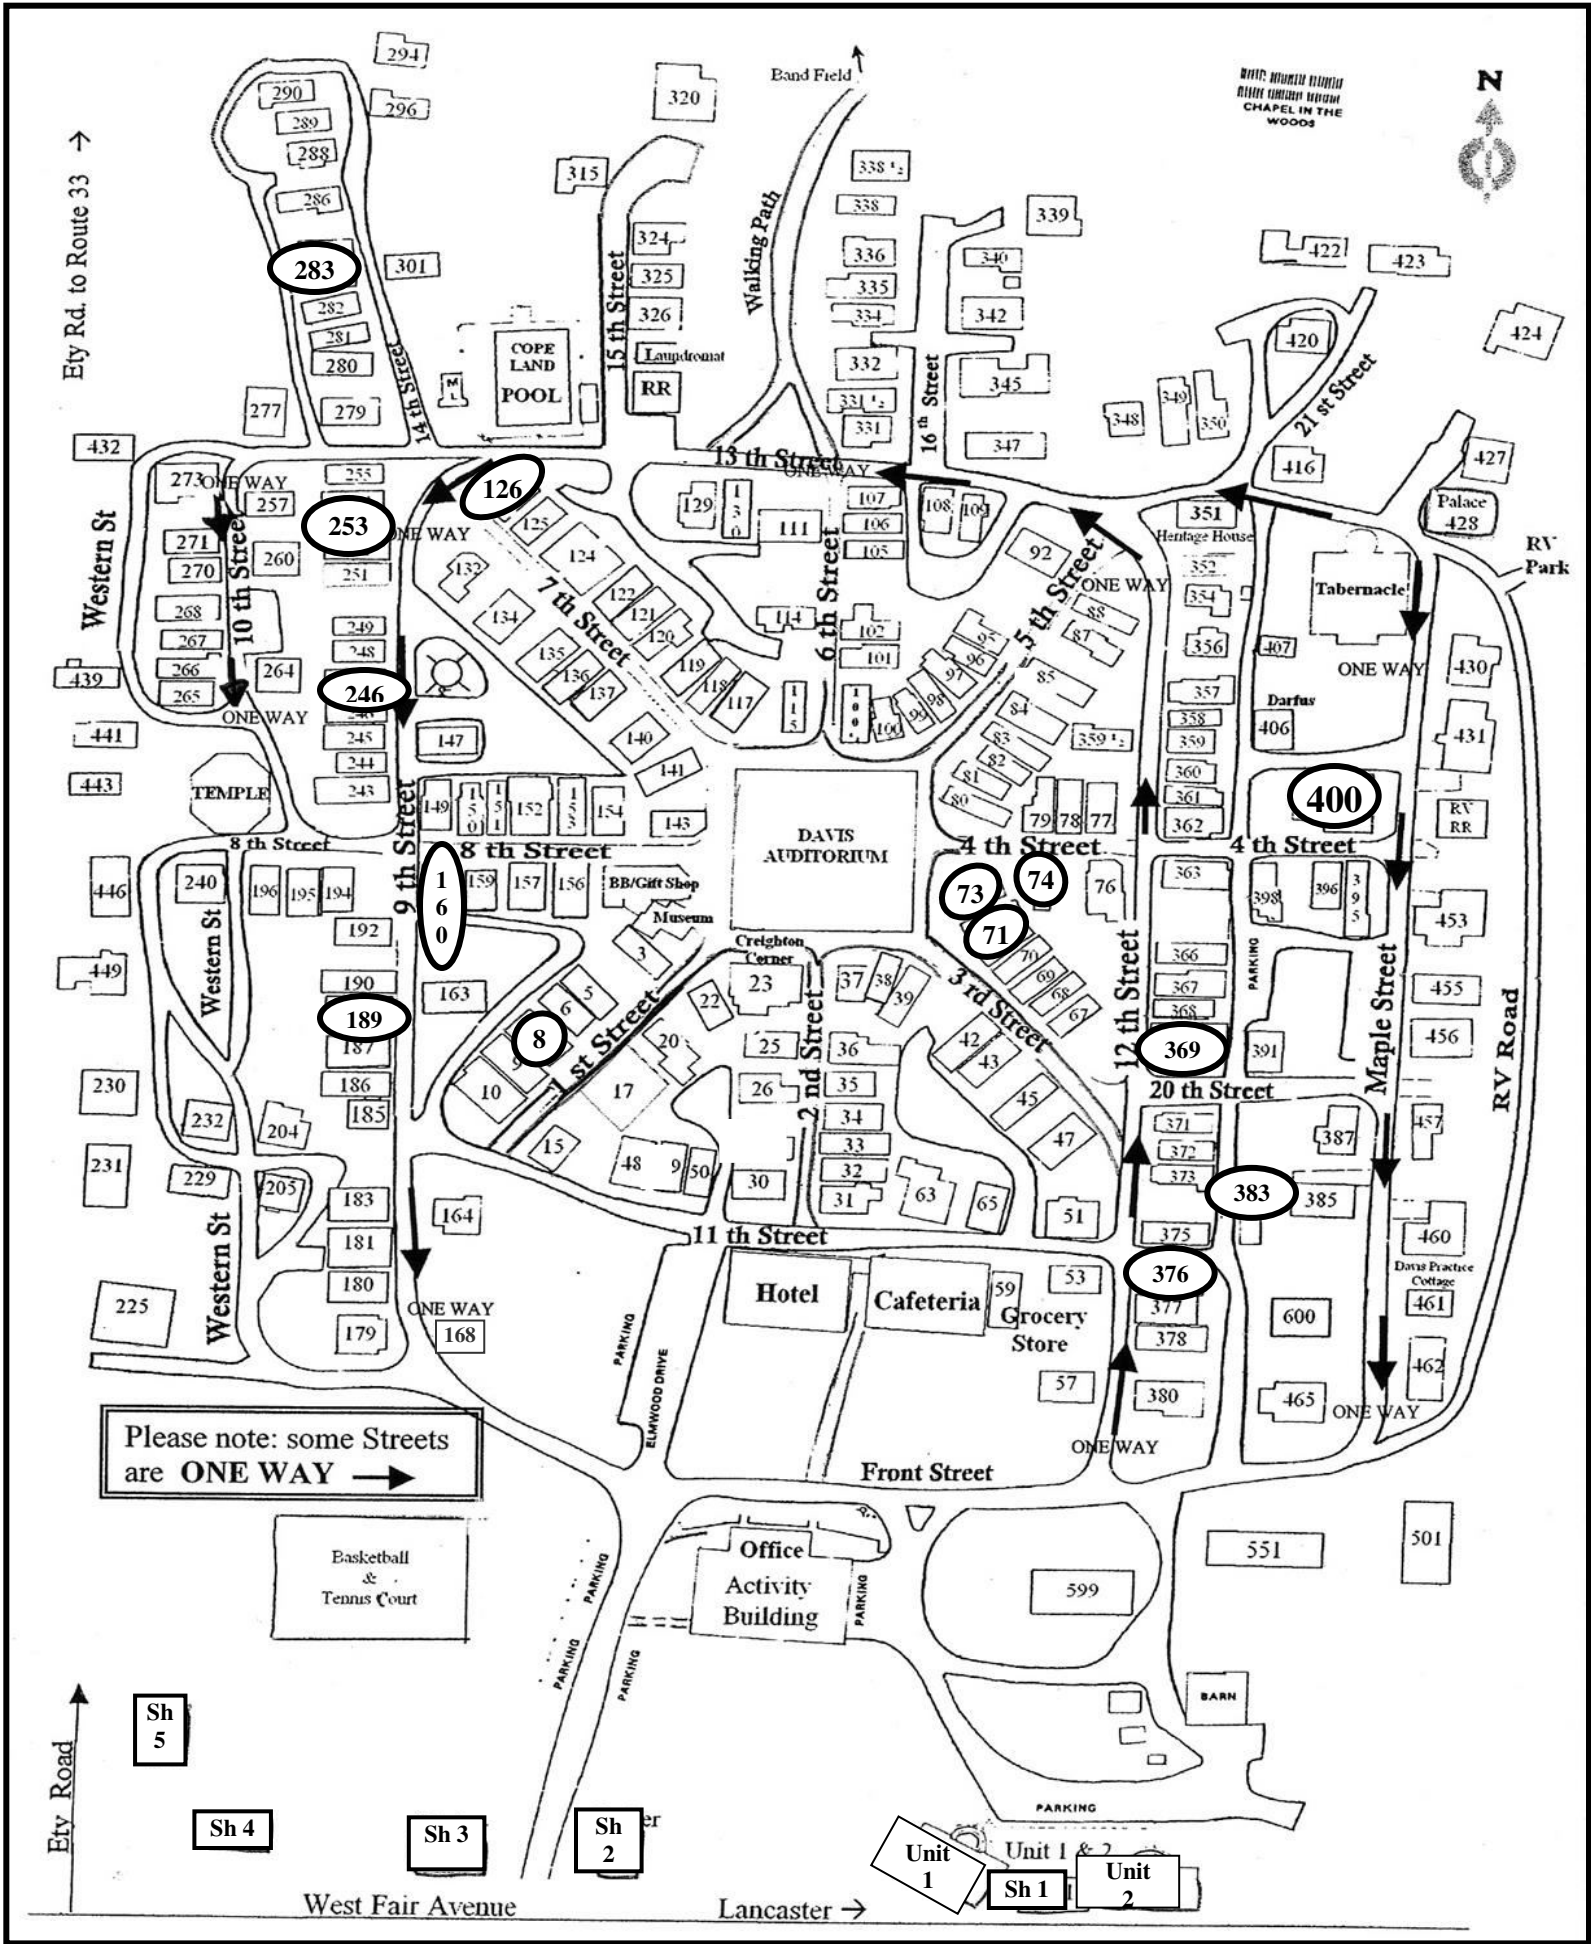 294
290
296
289
288
286
283
301
282
281
280
277
279
14th Street
Ety Rd. to Route 33 →
320
315
324
325
326
15 th Street
Laundromat
RR
COPE
LAND
POOL
M
L
Band Field
Walking Path
338 ½
338
336
335
334
332
331 ½
331
16 th Street
339
340
342
345
347
CHAPEL IN THE
WOODS
N
422
423
424
420
21 st Street
348
349
350
416
427
Palace
428
RV
Park
432
273
ONE WAY
257
255
253
ONE WAY
271
270
260
251
268
267
266
265
264
10 th Street
Western St
439
441
443
ONE WAY
249
248
246
245
244
243
TEMPLE
8 th Street
126
125
124
132
134
122
121
120
119
118
117
115
7 th Street
135
136
137
140
141
147
149
150
151
152
153
154
143
8 th Street
9 th Street
13 th Street
ONE WAY
129
130
111
107
106
105
108
109
114
6 th Street
102
101
100
99
98
97
96
95
92
5 th Street
ONE WAY
88
87
85
84
83
82
81
80
79
78
77
359 ½
351
Heritage House
352
354
356
357
358
359
360
361
362
Tabernacle
ONE WAY
407
Darfus
406
400
430
431
RV
RR
DAVIS
AUDITORIUM
4 th Street
4 th Street
73
74
71
70
69
68
67
76
3 rd Street
12 th Street
363
366
367
368
369
398
396
395
PARKING
391
20 th Street
Maple Street
453
455
456
457
RV Road
446
240
196
195
194
192
190
189
187
186
185
449
Western St
230
232
204
231
229
205
183
181
180
179
225
Western St
160
159
157
156
BB/Gift Shop
Museum
3
163
5
6
8
9
10
1 st Street
Creighton
Corner
23
22
20
17
15
48
9
50
25
26
30
2 nd Street
37
38
39
36
35
34
33
32
31
42
43
45
47
63
65
51
371
372
373
383
387
385
375
376
377
378
380
164
168
ONE WAY
11 th Street
Hotel
Cafeteria
59
53
Grocery
Store
57
600
465
460
Davis Practice
Cottage
461
462
ONE WAY
ONE WAY
PARKING
ELMWOOD DRIVE
Front Street
Please note: some Streets
are ONE WAY →
Basketball
&
Tennis Court
PARKING
PARKING
PARKING
Office
Activity
Building
PARKING
599
551
501
BARN
PARKING
Ety Road
Sh
5
Sh 4
Sh 3
Sh
2
er
Unit 1 & 2
Unit
1
Sh 1
Unit
2
West Fair Avenue
Lancaster →